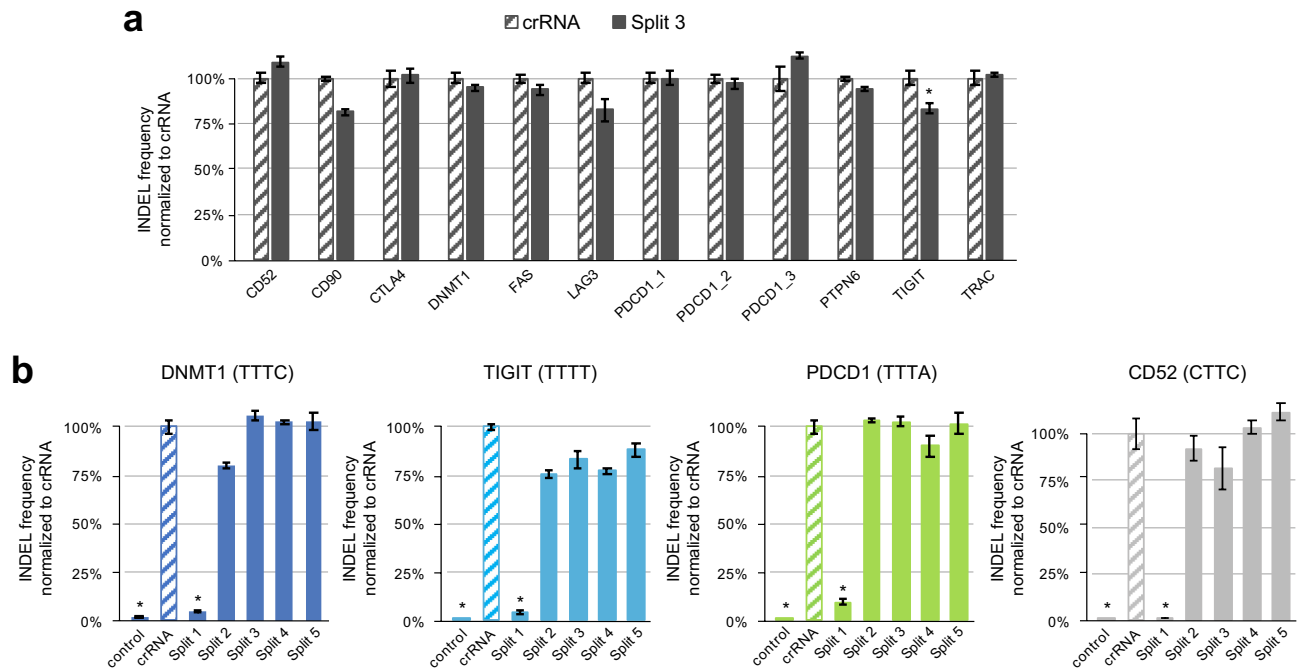 a
crRNA Split 3
INDEL frequency
normalized to crRNA
100%
75%
50%
25%
0%
CD52 CD90 CTLA4 DNMT1 FAS LAG3 PDCD1_1 PDCD1_2 PDCD1_3 PTPN6 TIGIT TRAC
*
b
DNMT1 (TTTC)
INDEL frequency
normalized to crRNA
100%
75%
50%
25%
0%
* *
control crRNA Split 1 Split 2 Split 3 Split 4 Split 5
TIGIT (TTTT)
INDEL frequency
normalized to crRNA
100%
75%
50%
25%
0%
* *
control crRNA Split 1 Split 2 Split 3 Split 4 Split 5
PDCD1 (TTTA)
INDEL frequency
normalized to crRNA
100%
75%
50%
25%
0%
* *
control crRNA Split 1 Split 2 Split 3 Split 4 Split 5
CD52 (CTTC)
INDEL frequency
normalized to crRNA
100%
75%
50%
25%
0%
* *
control crRNA Split 1 Split 2 Split 3 Split 4 Split 5